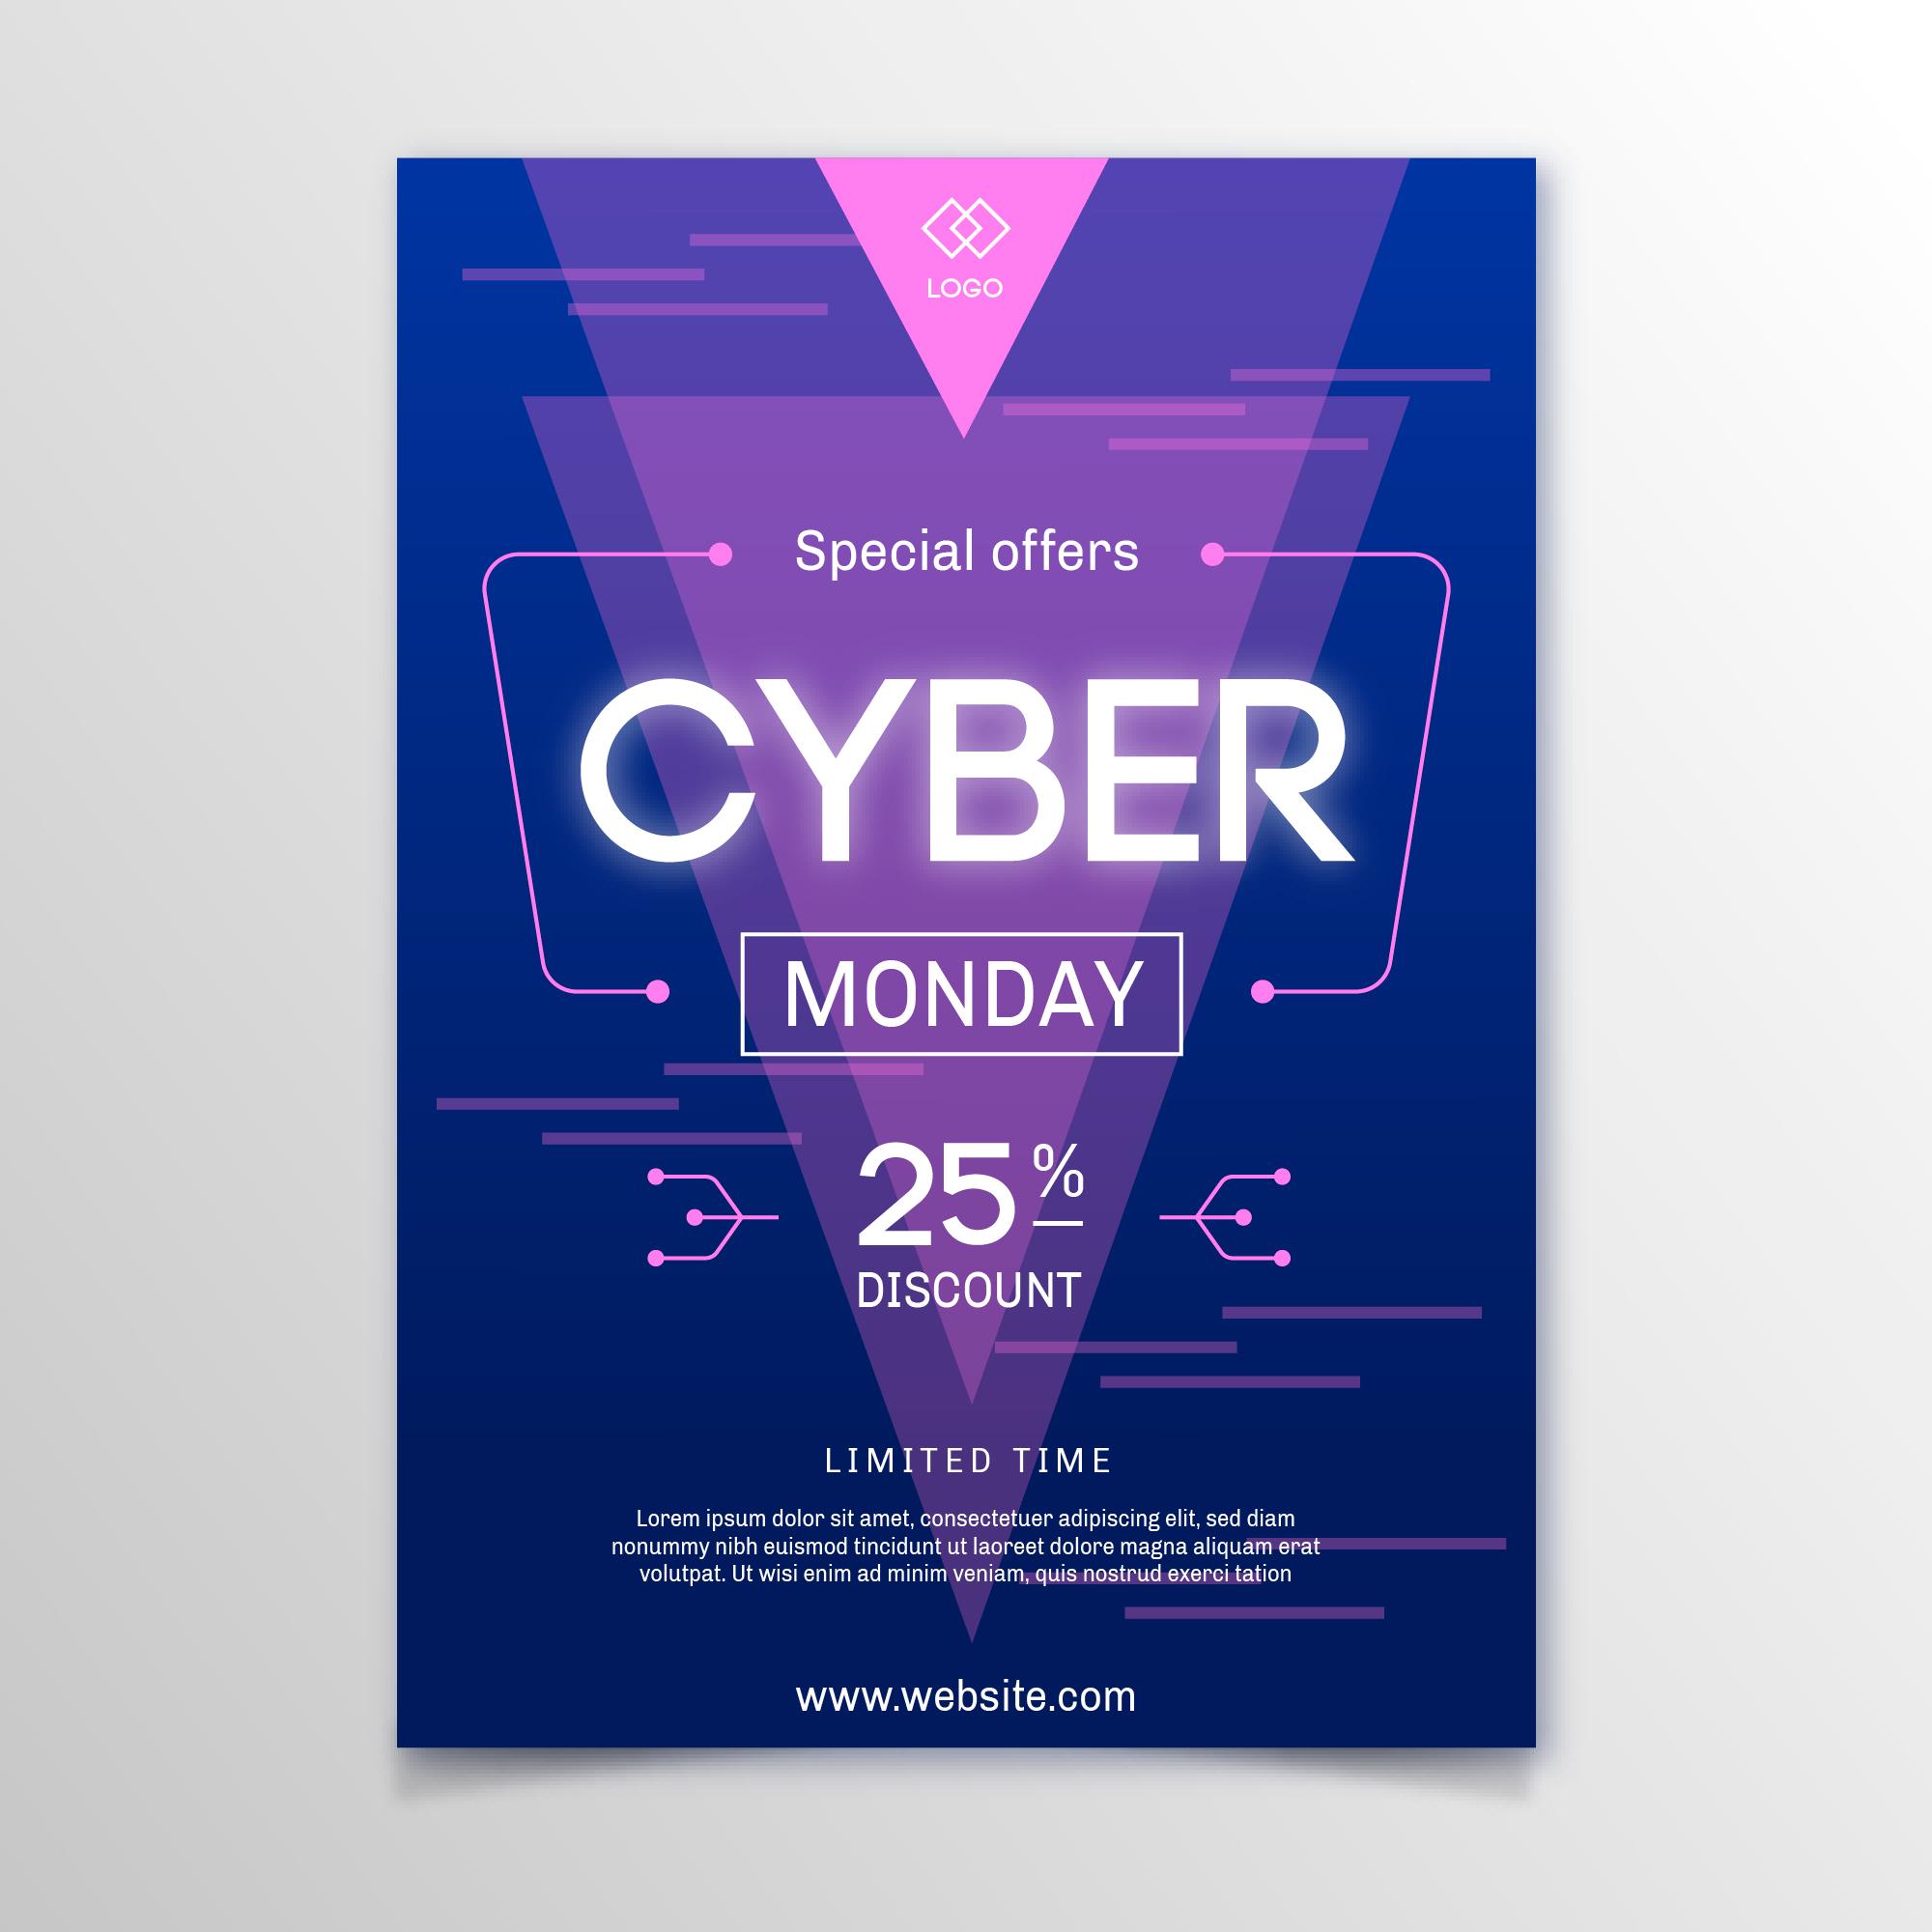 LOGO
Special offers
CYBER
MONDAY
25%
DISCOUNT
LIMITED TIME
Lorem ipsum dolor sit amet, consectetuer adipiscing elit, sed diam
nonummy nibh euismod tincidunt ut laoreet dolore magna aliquam erat
volutpat. Ut wisi enim ad minim veniam, quis nostrud exerci tation
www.website.com